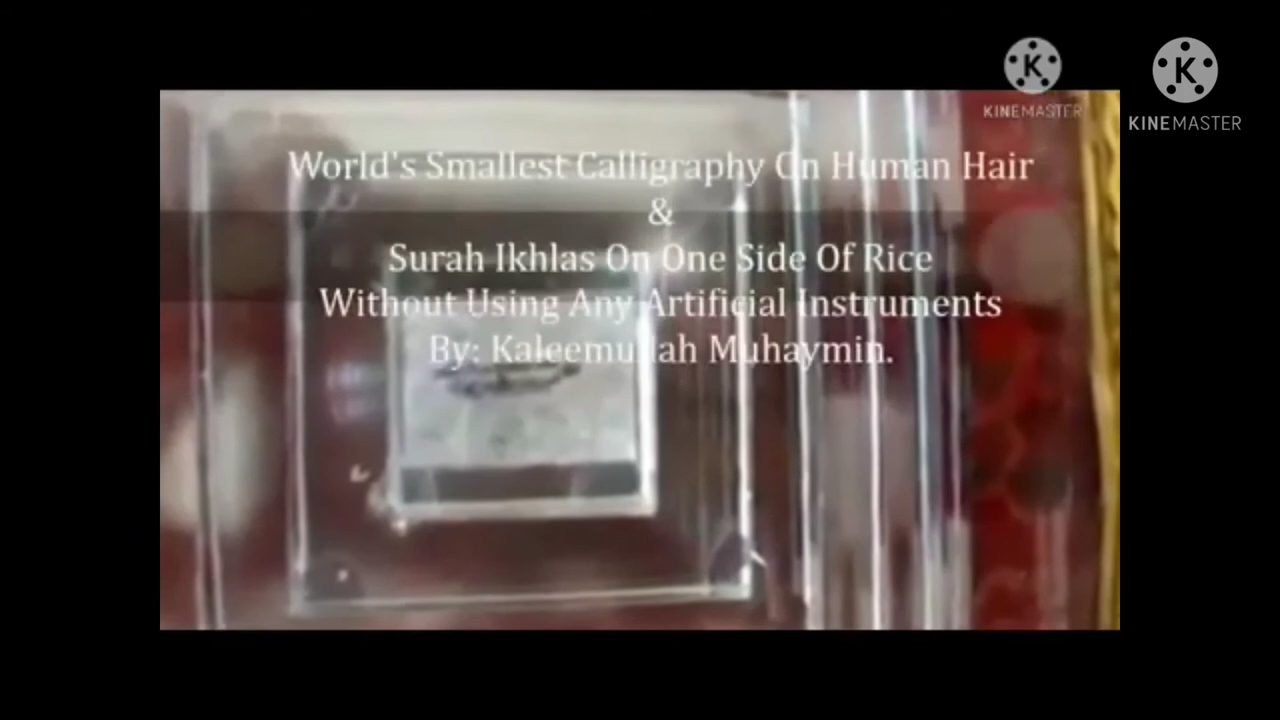 World's Smallest Calligraphy On Human Hair
&
Surah Ikhlas On One Side Of Rice
Without Using Any Artificial Instruments
By: Kaleemullah Muhaymin.
K
KINEMASTER
K
KINEMASTER